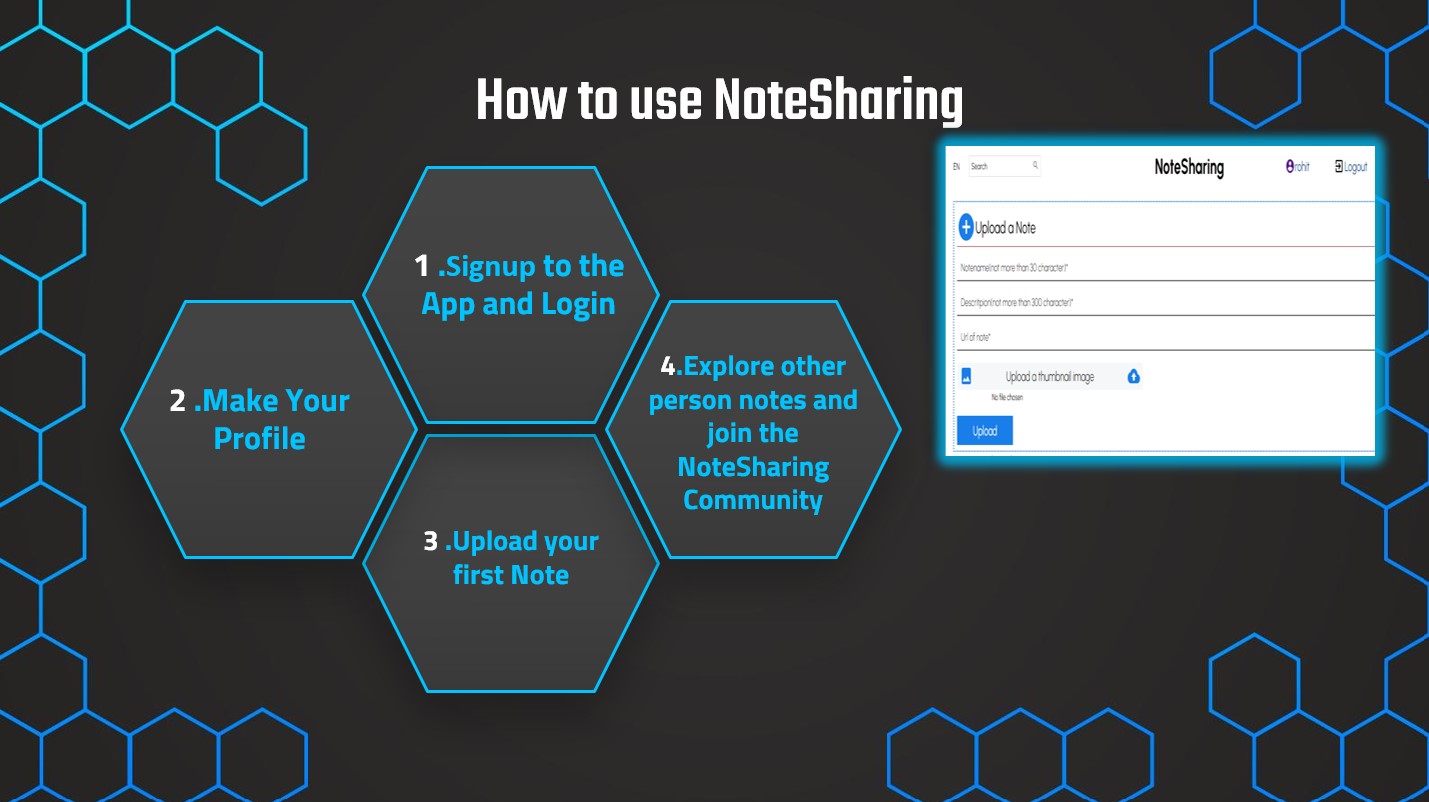 How to use NoteSharing
1 .Signup to the
App and Login
2 .Make Your
Profile
3 .Upload your
first Note
4.Explore other
person notes and
join the
NoteSharing
Community
EN Search NoteSharing rohit Logout
Upload a Note
Notename(not more than 30 character)*
Descritpion(not more than 300 character)*
Url of note*
Upload a thumbnail image
No file chosen
Upload